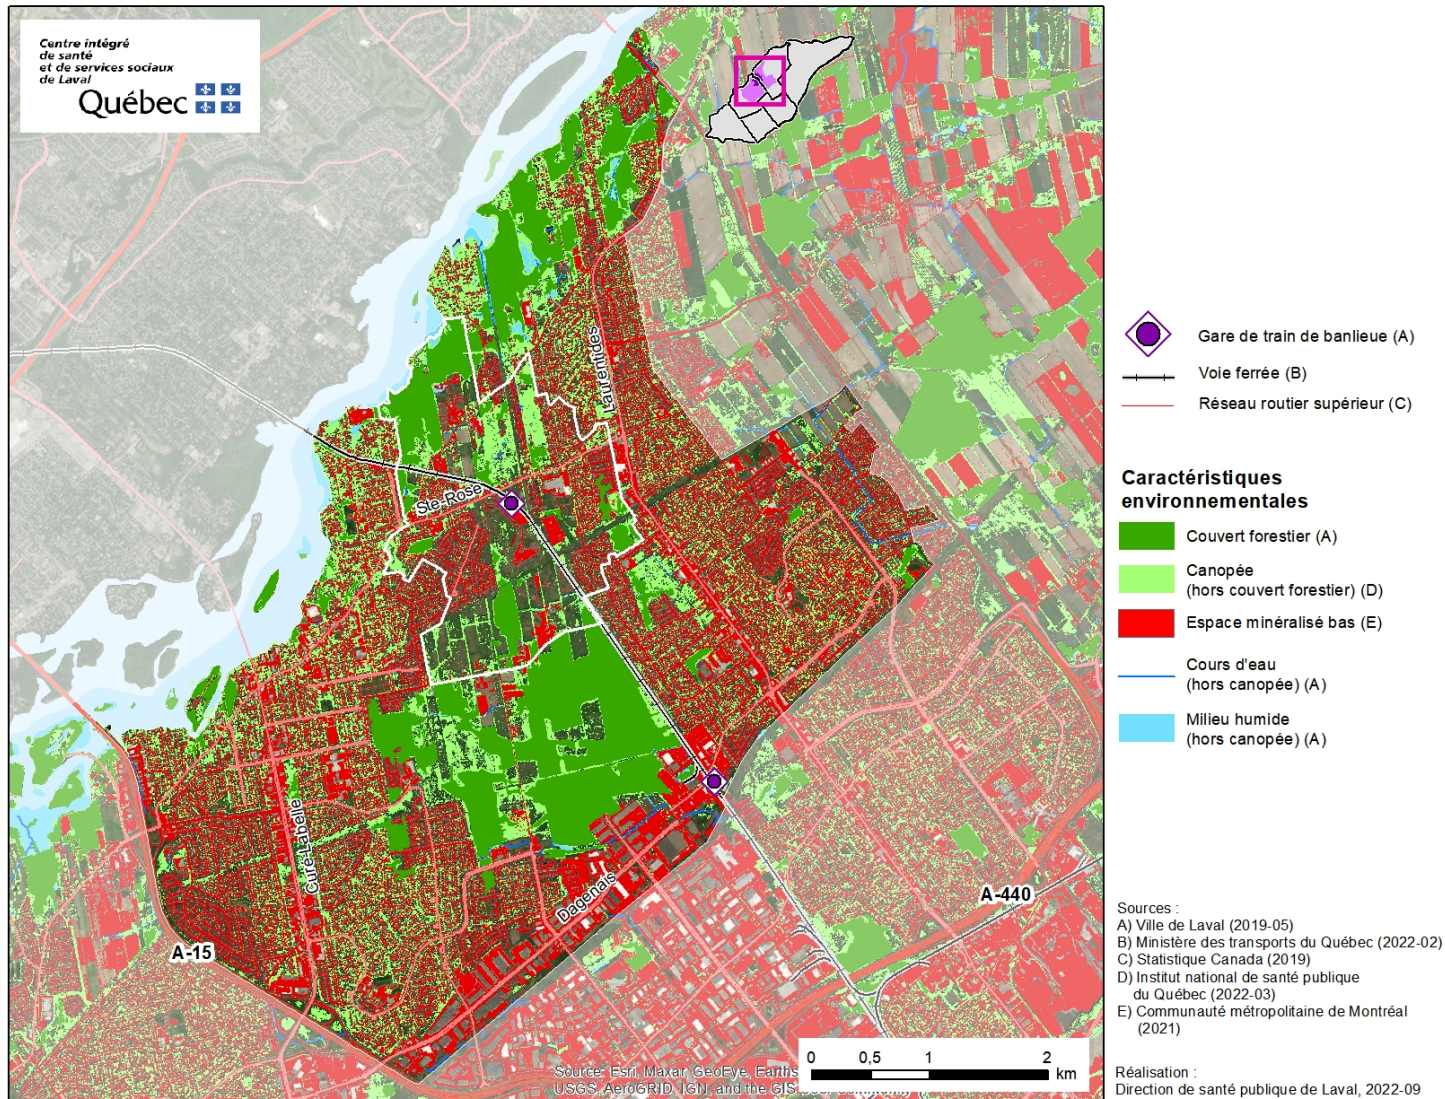 Centre intégré
de santé
et de services sociaux
de Laval
Québec
Laurentides
Ste-Rose
Curé-Labelle
Dagenais
A-15
A-440
Source: Esri, Maxar, GeoEye, Earths
USGS, AeroGRID, IGN, and the GIS
0 0,5 1 2
km
Gare de train de banlieue (A)
Voie ferrée (B)
Réseau routier supérieur (C)
Caractéristiques
environnementales
Couvert forestier (A)
Canopée
(hors couvert forestier) (D)
Espace minéralisé bas (E)
Cours d'eau
(hors canopée) (A)
Milieu humide
(hors canopée) (A)
Sources :
A) Ville de Laval (2019-05)
B) Ministère des transports du Québec (2022-02)
C) Statistique Canada (2019)
D) Institut national de santé publique
du Québec (2022-03)
E) Communauté métropolitaine de Montréal
(2021)
Réalisation :
Direction de santé publique de Laval, 2022-09